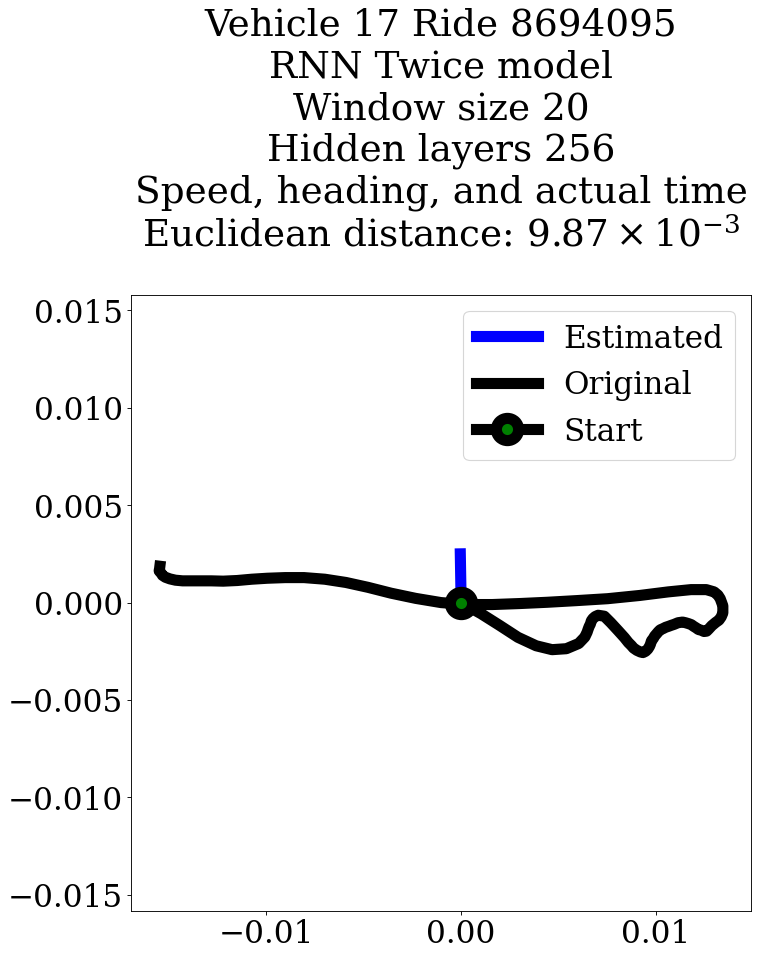 Vehicle 17 Ride 8694095
RNN Twice model
Window size 20
Hidden layers 256
Speed, heading, and actual time
Euclidean distance: 9.87 × 10⁻³
0.015
0.010
0.005
0.000
−0.005
−0.010
−0.015
Estimated
Original
Start
−0.01 0.00 0.01